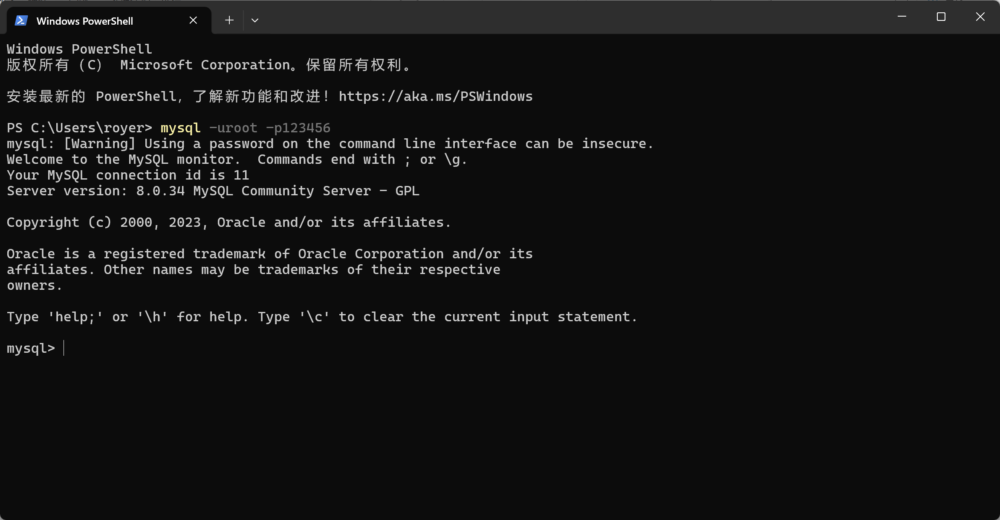 Windows PowerShell
Windows PowerShell
版权所有（C） Microsoft Corporation。保留所有权利。
安装最新的 PowerShell，了解新功能和改进！https://aka.ms/PSWindows
PS C:\Users\royer> mysql -uroot -p123456
mysql: [Warning] Using a password on the command line interface can be insecure.
Welcome to the MySQL monitor.  Commands end with ; or \g.
Your MySQL connection id is 11
Server version: 8.0.34 MySQL Community Server - GPL
Copyright (c) 2000, 2023, Oracle and/or its affiliates.
Oracle is a registered trademark of Oracle Corporation and/or its
affiliates. Other names may be trademarks of their respective
owners.
Type 'help;' or '\h' for help. Type '\c' to clear the current input statement.
mysql>